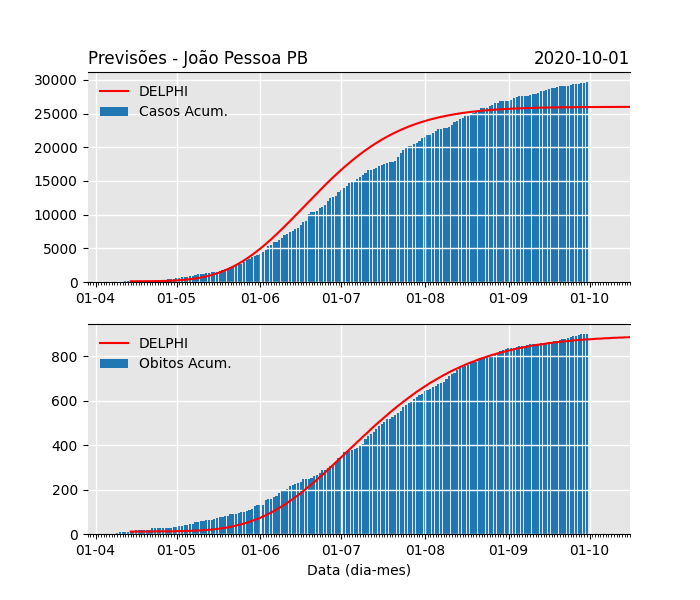 Previsões - João Pessoa PB 2020-10-01
30000
25000
20000
15000
10000
5000
0
DELPHI
Casos Acum.
01-04 01-05 01-06 01-07 01-08 01-09 01-10
800
600
400
200
0
DELPHI
Obitos Acum.
01-04 01-05 01-06 01-07 01-08 01-09 01-10
Data (dia-mes)